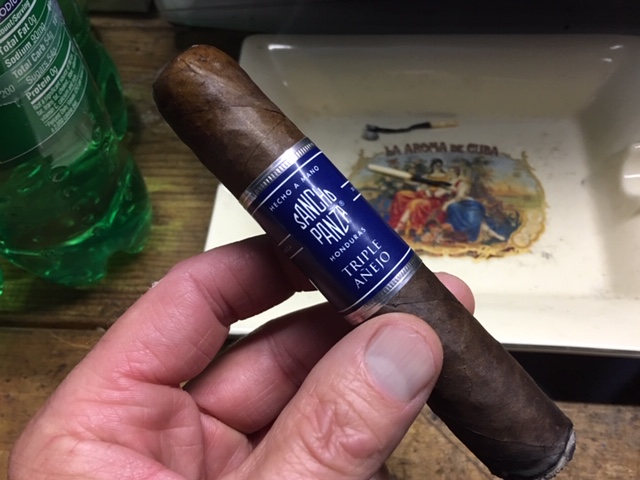 Total Fat 0g
Sodium
Total Carb
Sugars
Protein 0g
LA AROMA DE CUBA
HECHO A MANO
SANCHO
PANZA®
HONDURAS
TRIPLE
AÑEJO